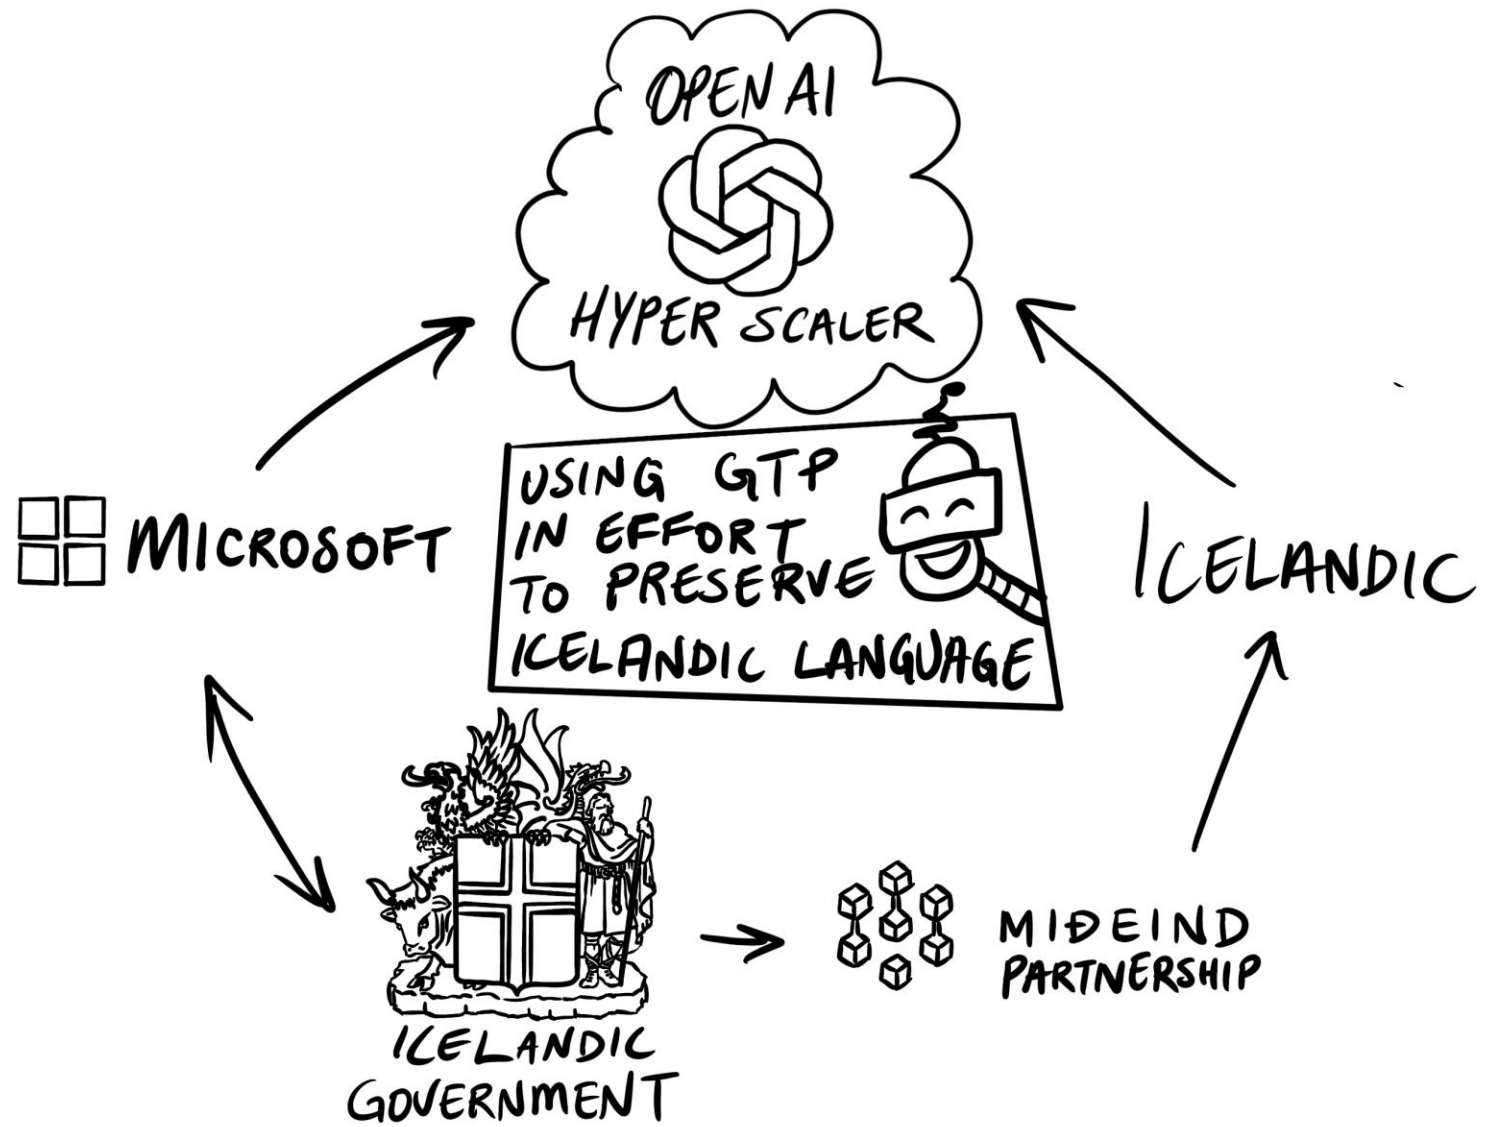 OPEN AI
HYPER SCALER
USING GTP
IN EFFORT
TO PRESERVE
ICELANDIC LANGUAGE
MICROSOFT
ICELANDIC
MIÐEIND
PARTNERSHIP
ICELANDIC
GOVERNMENT